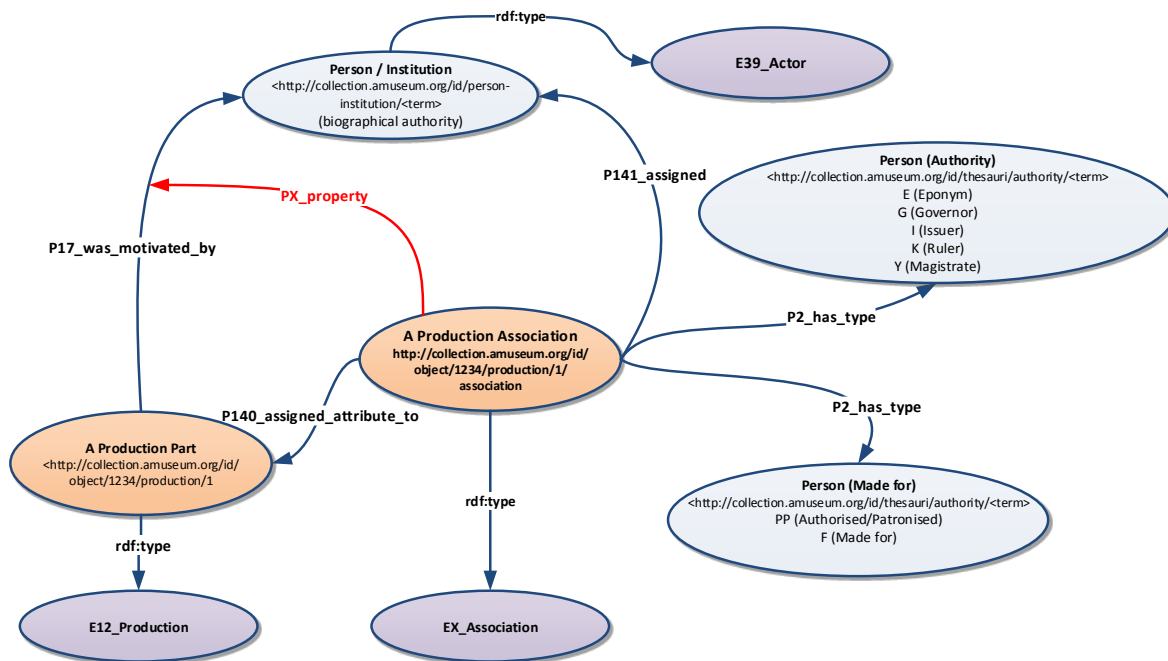 rdf:type
Person / Institution
<http://collection.amuseum.org/id/person-
institution/<term>
(biographical authority)
E39_Actor
P141_assigned
Person (Authority)
<http://collection.amuseum.org/id/thesauri/authority/<term>
E (Eponym)
G (Governor)
I (Issuer)
K (Ruler)
Y (Magistrate)
PX_property
P17_was_motivated_by
P2_has_type
A Production Association
http://collection.amuseum.org/id/
object/1234/production/1/
association
P2_has_type
P140_assigned_attribute_to
A Production Part
<http://collection.amuseum.org/id/
object/1234/production/1
Person (Made for)
<http://collection.amuseum.org/id/thesauri/authority/<term>
PP (Authorised/Patronised)
F (Made for)
rdf:type
rdf:type
E12_Production
EX_Association